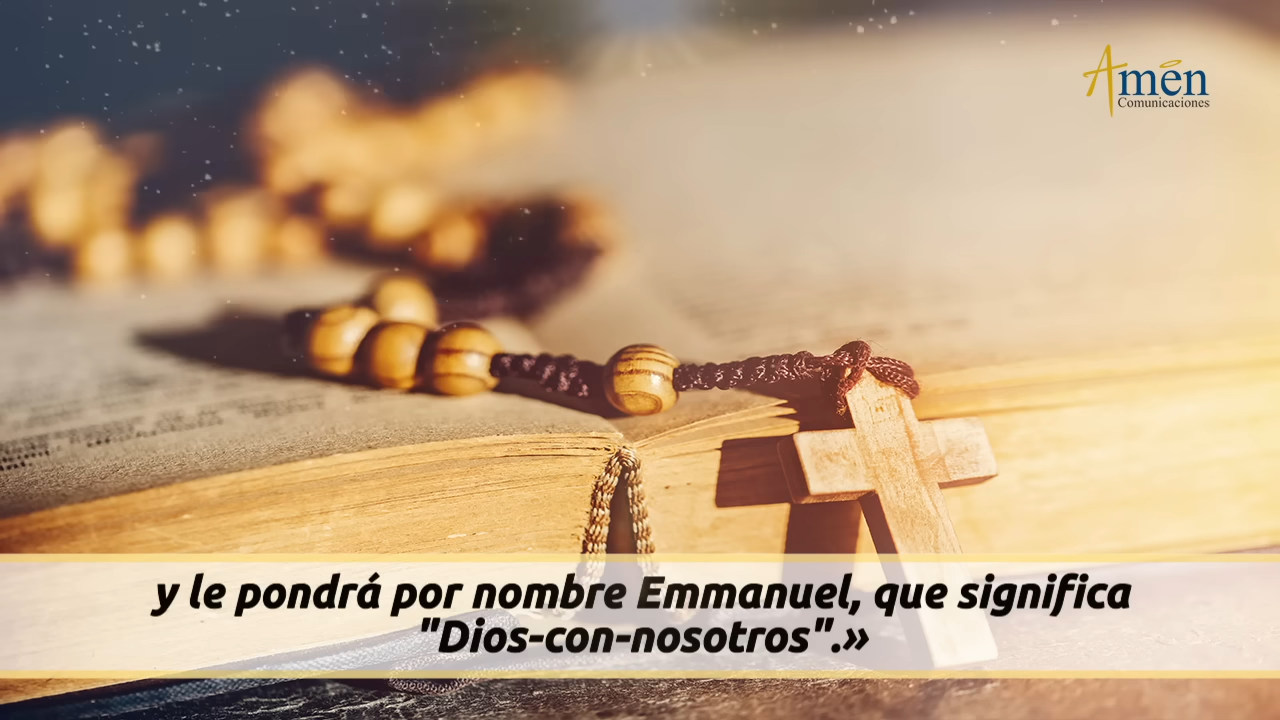 Amén
Comunicaciones
y le pondrá por nombre Emmanuel, que significa
"Dios-con-nosotros".»